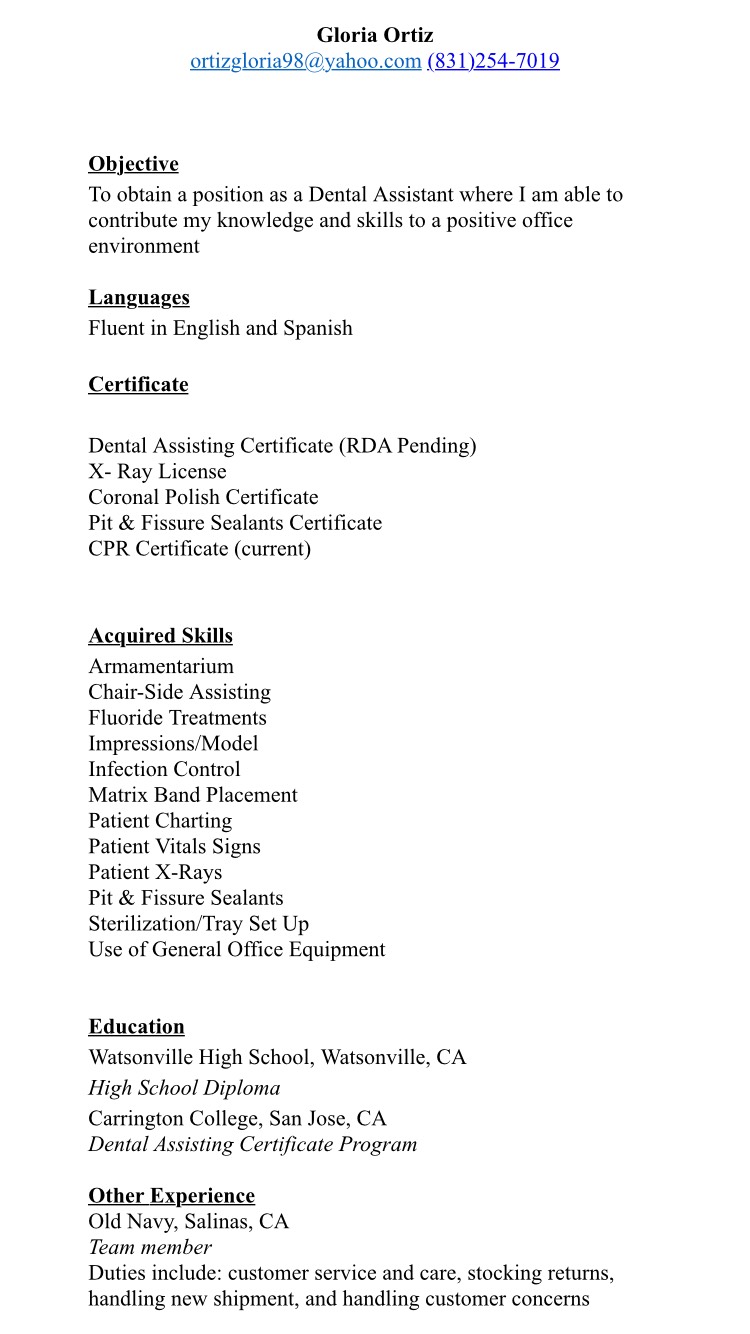 Gloria Ortiz
ortizgloria98@yahoo.com (831)254-7019
Objective
To obtain a position as a Dental Assistant where I am able to
contribute my knowledge and skills to a positive office
environment
Languages
Fluent in English and Spanish
Certificate
Dental Assisting Certificate (RDA Pending)
X- Ray License
Coronal Polish Certificate
Pit & Fissure Sealants Certificate
CPR Certificate (current)
Acquired Skills
Armamentarium
Chair-Side Assisting
Fluoride Treatments
Impressions/Model
Infection Control
Matrix Band Placement
Patient Charting
Patient Vitals Signs
Patient X-Rays
Pit & Fissure Sealants
Sterilization/Tray Set Up
Use of General Office Equipment
Education
Watsonville High School, Watsonville, CA
High School Diploma
Carrington College, San Jose, CA
Dental Assisting Certificate Program
Other Experience
Old Navy, Salinas, CA
Team member
Duties include: customer service and care, stocking returns,
handling new shipment, and handling customer concerns